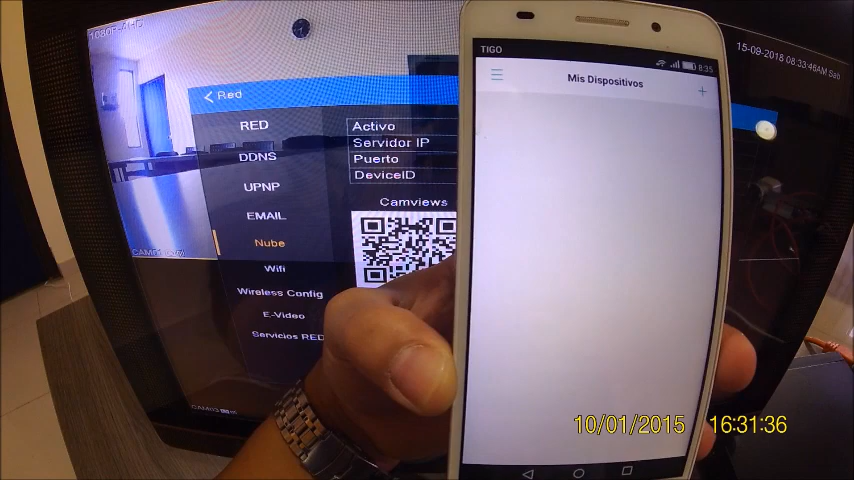 1080P-AHD
15-09-2018 08:33:46AM Sab
Red
RED
DDNS
UPNP
EMAIL
Nube
Wifi
Wireless Config
E-Video
Servicios RED
Activo
Servidor IP
Puerto
DeviceID
Camviews
TIGO
8:35
Mis Dispositivos
10/01/2015 16:31:36